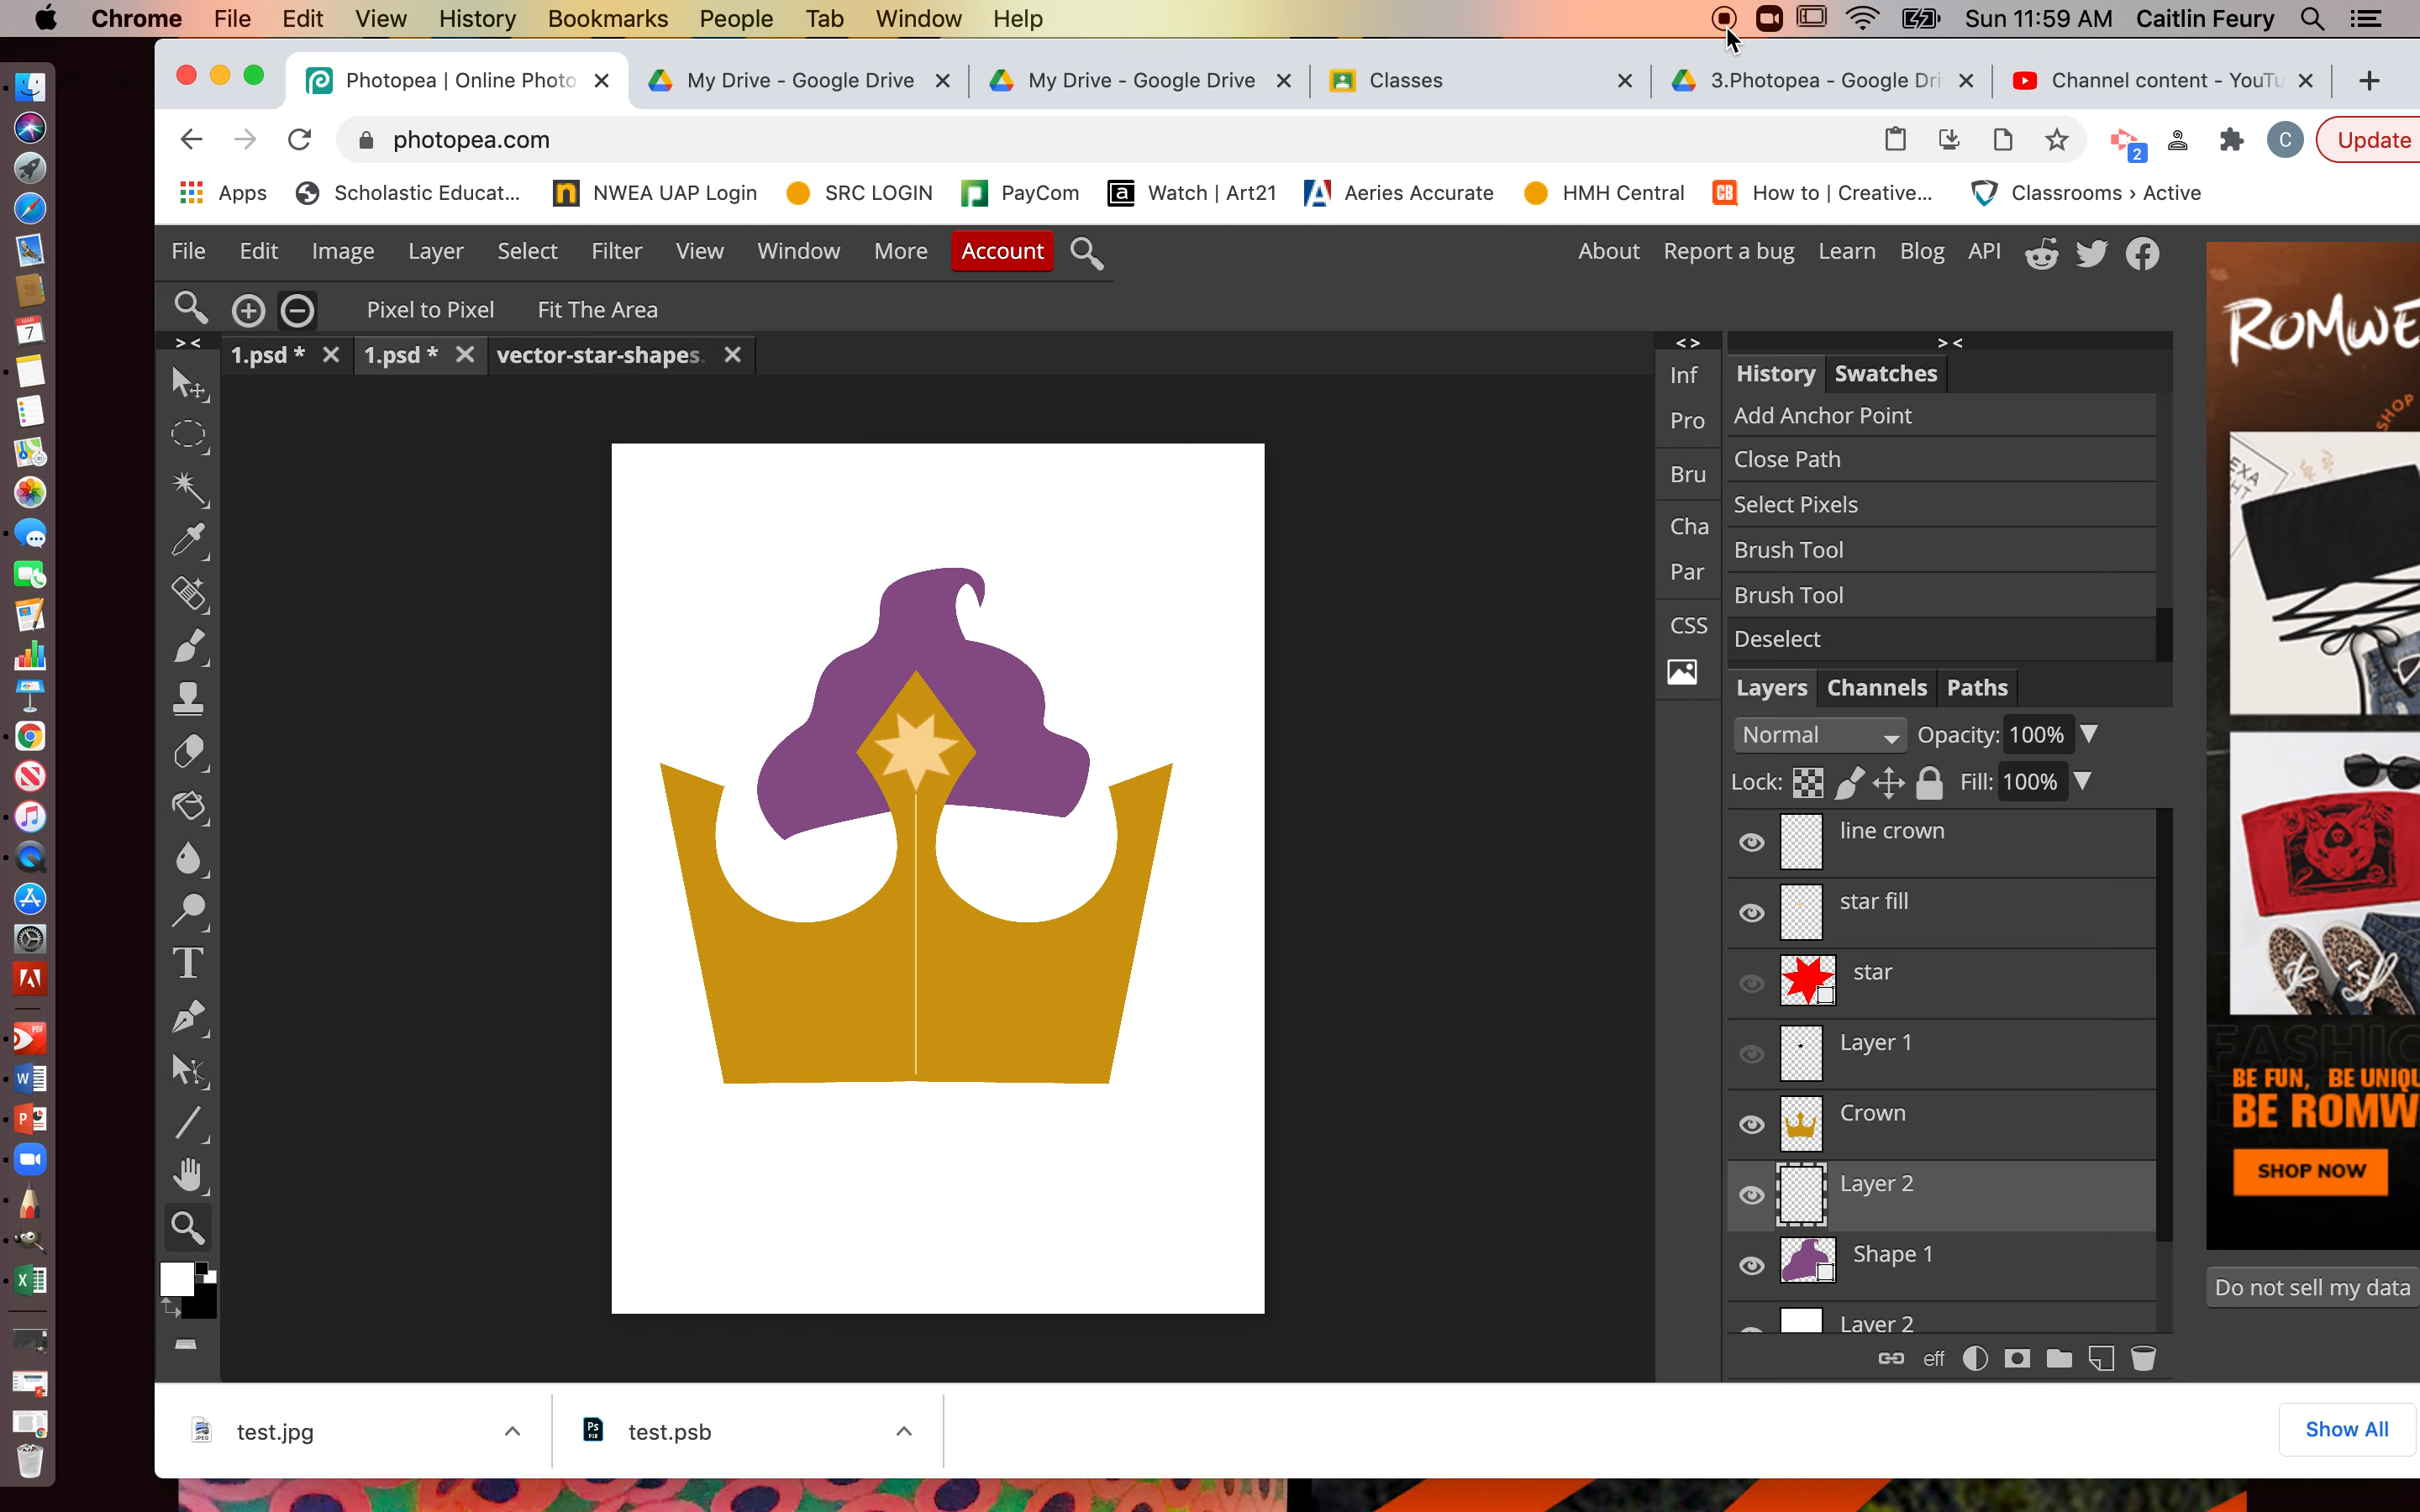 Chrome File Edit View History Bookmarks People Tab Window Help Sun 11:59 AM Caitlin Feury
Photopea | Online Photo My Drive - Google Drive My Drive - Google Drive Classes 3.Photopea - Google Dri Channel content - YouTu
photopea.com 2 C Update
Apps Scholastic Educat... NWEA UAP Login SRC LOGIN PayCom Watch | Art21 Aeries Accurate HMH Central How to | Creative... Classrooms › Active
File Edit Image Layer Select Filter View Window More Account About Report a bug Learn Blog API
Pixel to Pixel Fit The Area
> < < > > <
1.psd * 1.psd * vector-star-shapes.
Inf
Pro
Bru
Cha
Par
CSS
History Swatches
Add Anchor Point
Close Path
Select Pixels
Brush Tool
Brush Tool
Deselect
Layers Channels Paths
Normal Opacity: 100%
Lock: Fill: 100%
line crown
star fill
star
Layer 1
Crown
Layer 2
Shape 1
Layer 2
eff
ROMWE
SHOP
BE FUN, BE UNIQU
BE ROMW
SHOP NOW
Do not sell my data
test.jpg test.psb Show All